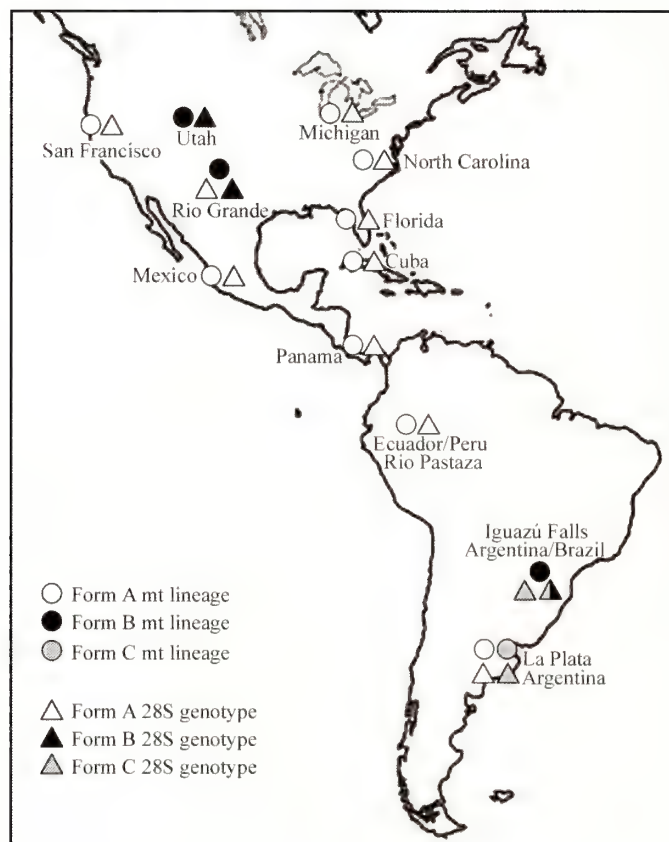 San Francisco
Utah
Michigan
North Carolina
Rio Grande
Florida
Mexico
Cuba
Panama
Ecuador/Peru
Rio Pastaza
Iguazú Falls
Argentina/Brazil
La Plata
Argentina
Form A mt lineage
Form B mt lineage
Form C mt lineage
Form A 28S genotype
Form B 28S genotype
Form C 28S genotype